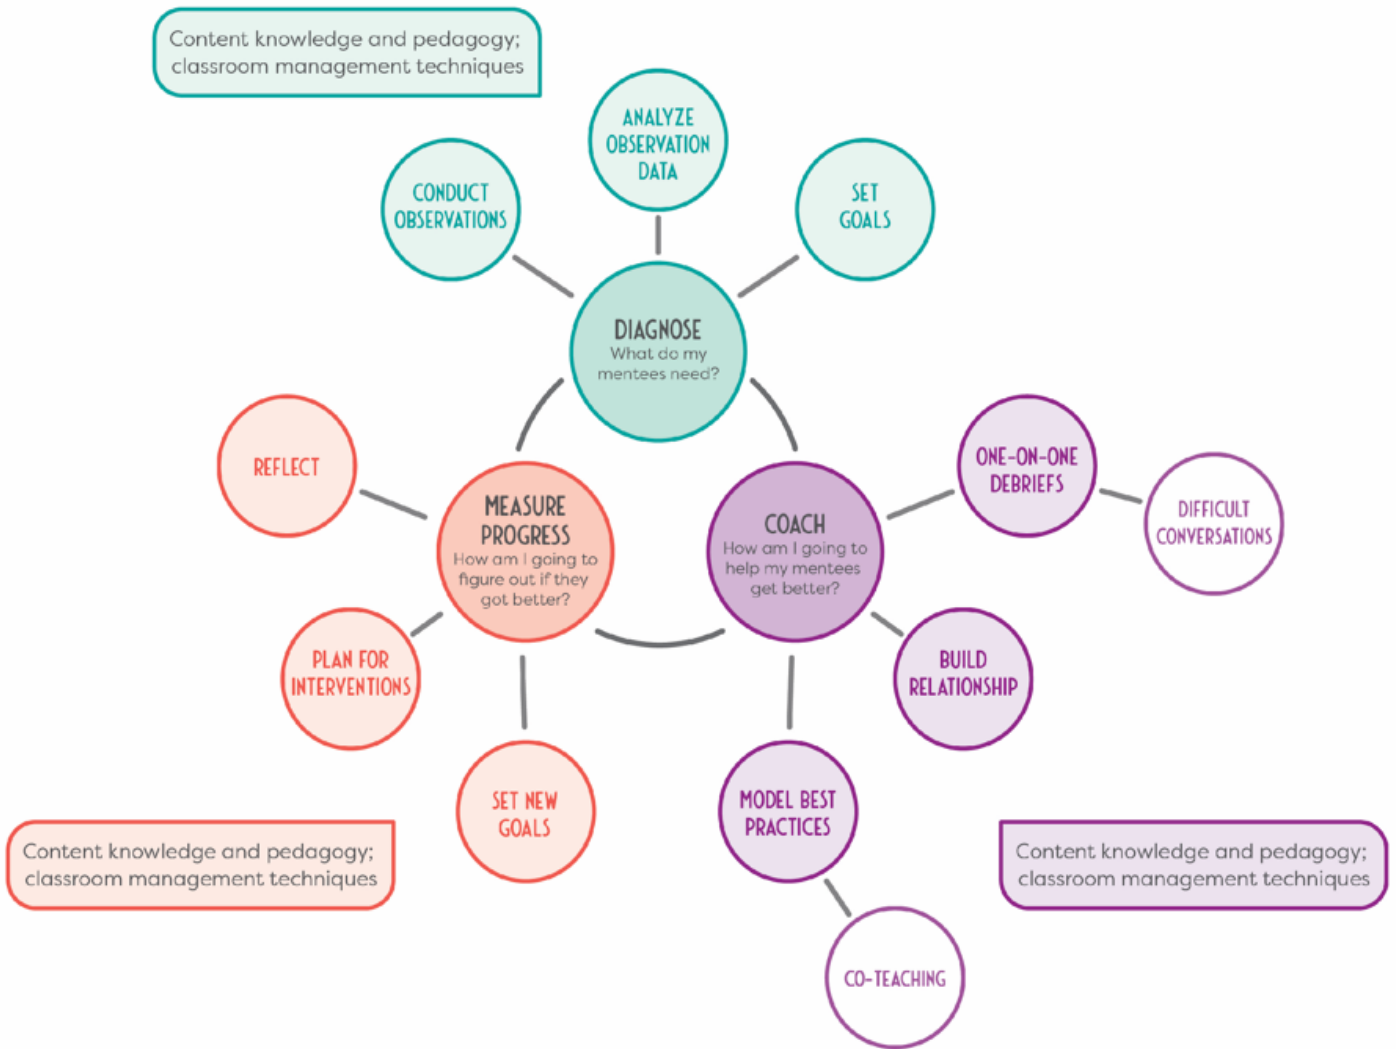 Content knowledge and pedagogy;
classroom management techniques
ANALYZE
OBSERVATION
DATA
CONDUCT
OBSERVATIONS
SET
GOALS
DIAGNOSE
What do my
mentees need?
REFLECT
MEASURE
PROGRESS
How am I going to
figure out if they
got better?
COACH
How am I going to
help my mentees
get better?
ONE-ON-ONE
DEBRIEFS
DIFFICULT
CONVERSATIONS
PLAN FOR
INTERVENTIONS
BUILD
RELATIONSHIP
SET NEW
GOALS
MODEL BEST
PRACTICES
Content knowledge and pedagogy;
classroom management techniques
Content knowledge and pedagogy;
classroom management techniques
CO-TEACHING